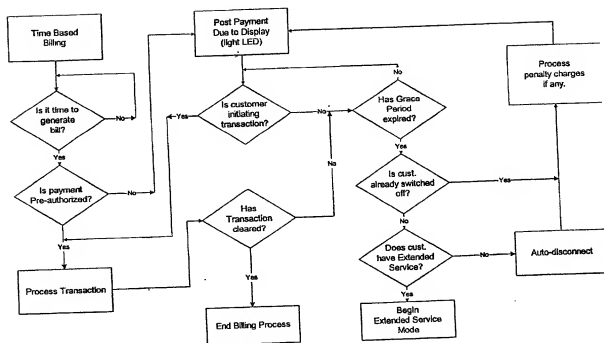 Time Based
Billing
Post Payment
Due to Display
(light LED)
Process
penalty charges
if any.
Is it time to
generate
bill?
No
Yes
Is customer
initiating
transaction?
Yes
No
Has Grace
Period
expired?
No
Yes
Is payment
Pre-authorized?
No
Is cust.
already switched
off?
Yes
No
No
Has
Transaction
cleared?
Yes
Does cust.
have Extended
Service?
No
Yes
Auto-disconnect
Process Transaction
End Billing Process
Begin
Extended Service
Mode